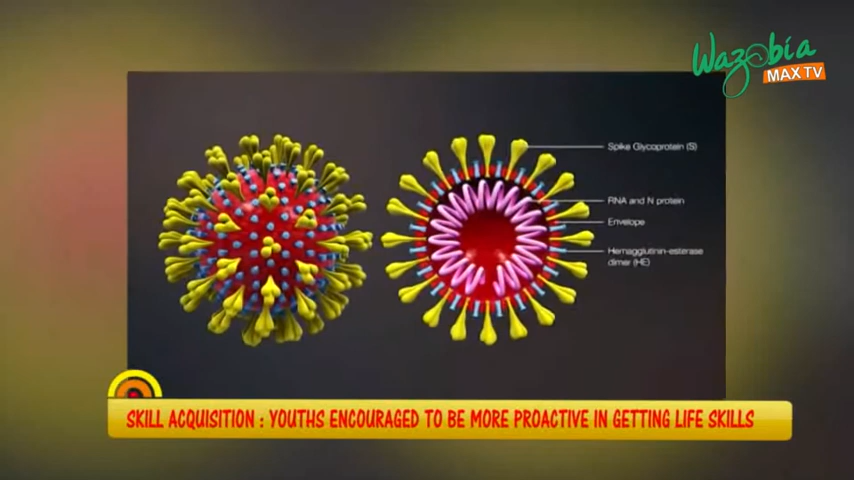 Wazobia
MAX TV
Spike Glycoprotein (S)
RNA and N protein
Envelope
Hemagglutinin-esterase
dimer (HE)
SKILL ACQUISITION : YOUTHS ENCOURAGED TO BE MORE PROACTIVE IN GETTING LIFE SKILLS